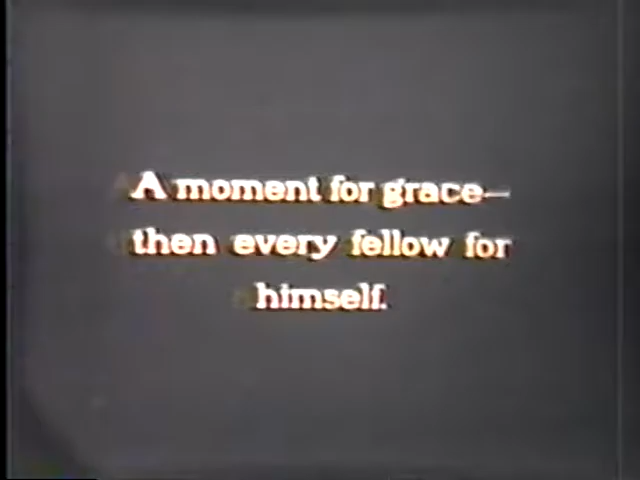 A moment for grace—
then every fellow for
himself.